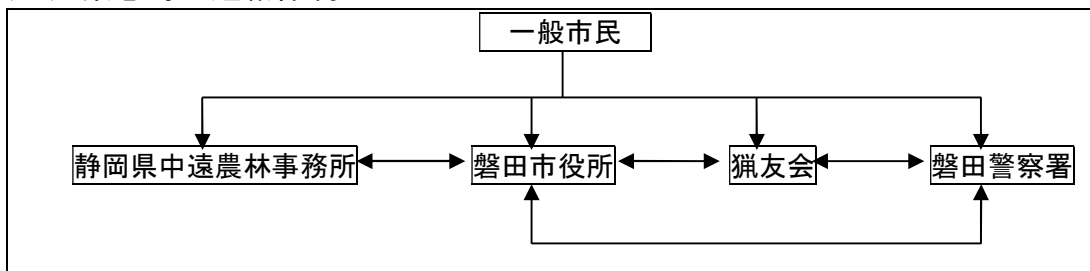 一般市民
静岡県中遠農林事務所
磐田市役所
猟友会
磐田警察署